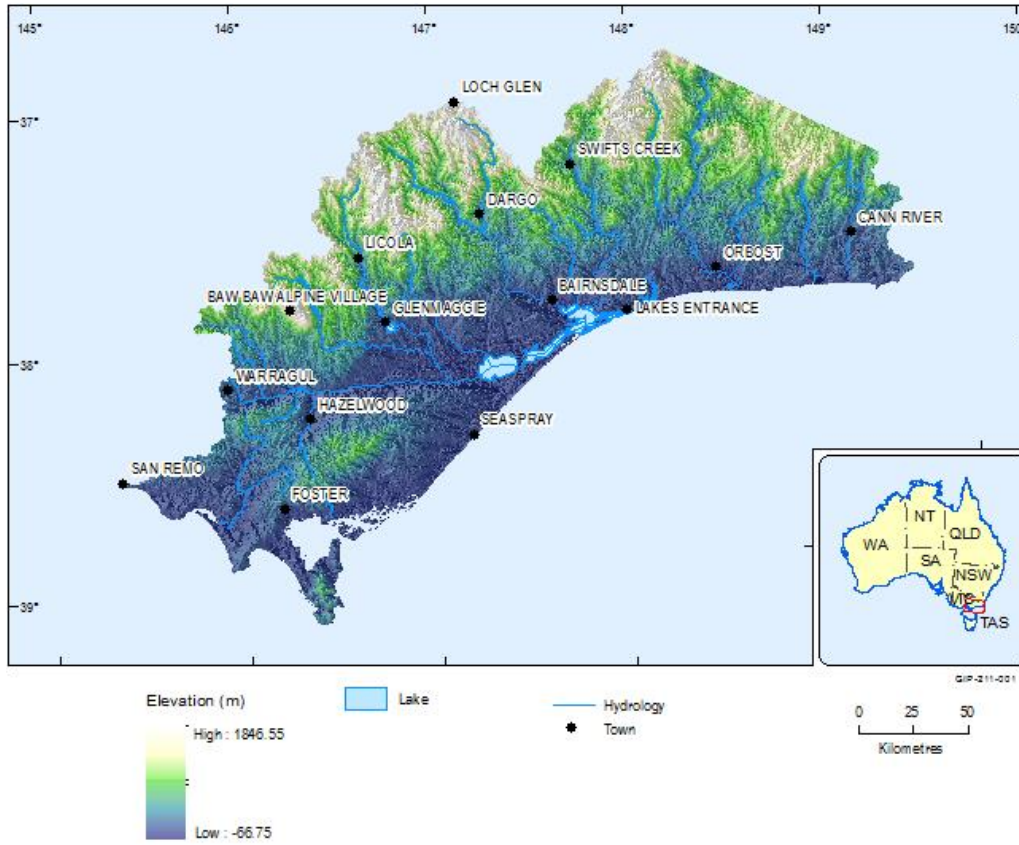 145° 146° 147° 148° 149° 150
37°
38°
39°
LOCH GLEN
SWIFTS CREEK
DARGO
CANN RIVER
LICOLA
ORBOST
BAW BAW ALPINE VILLAGE
BAIRNSDALE
GLENMAGGIE
LAKES ENTRANCE
WARRAGUL
HAZELWOOD
SEASPRAY
SAN REMO
FOSTER
NT
QLD
WA
SA
NSW
VIC
TAS
GIP-211-001
Elevation (m)
High : 1846.55
Low : -66.75
Lake
Hydrology
Town
0 25 50
Kilometres